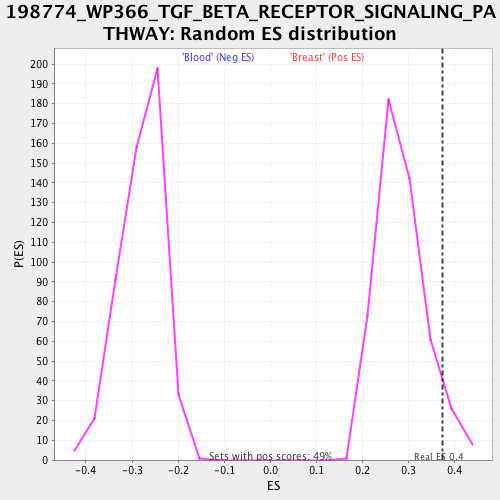 198774_WP366_TGF_BETA_RECEPTOR_SIGNALING_PA
THWAY: Random ES distribution
'Blood' (Neg ES) 'Breast' (Pos ES)
200
190
180
170
160
150
140
130
120
110
100
90
80
70
60
50
40
30
20
10
0
P(ES)
Sets with pos scores: 49%
Real ES 0.4
-0.4 -0.3 -0.2 -0.1 0.0 0.1 0.2 0.3 0.4
ES